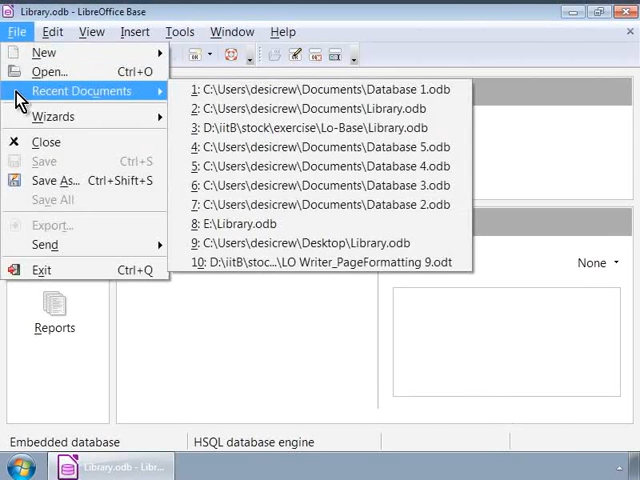 Library.odb - LibreOffice Base
File Edit View Insert Tools Window Help
New
Open... Ctrl+O
Recent Documents
Wizards
Close
Save Ctrl+S
Save As... Ctrl+Shift+S
Save All
Export...
Send
Exit Ctrl+Q
1: C:\Users\desicrew\Documents\Database 1.odb
2: C:\Users\desicrew\Documents\Library.odb
3: D:\iitB\stock\exercise\Lo-Base\Library.odb
4: C:\Users\desicrew\Documents\Database 5.odb
5: C:\Users\desicrew\Documents\Database 4.odb
6: C:\Users\desicrew\Documents\Database 3.odb
7: C:\Users\desicrew\Documents\Database 2.odb
8: E:\Library.odb
9: C:\Users\desicrew\Desktop\Library.odb
10: D:\iitB\stoc...\LO Writer_PageFormatting 9.odt
None
Reports
Embedded database HSQL database engine
Library.odb - Libr...